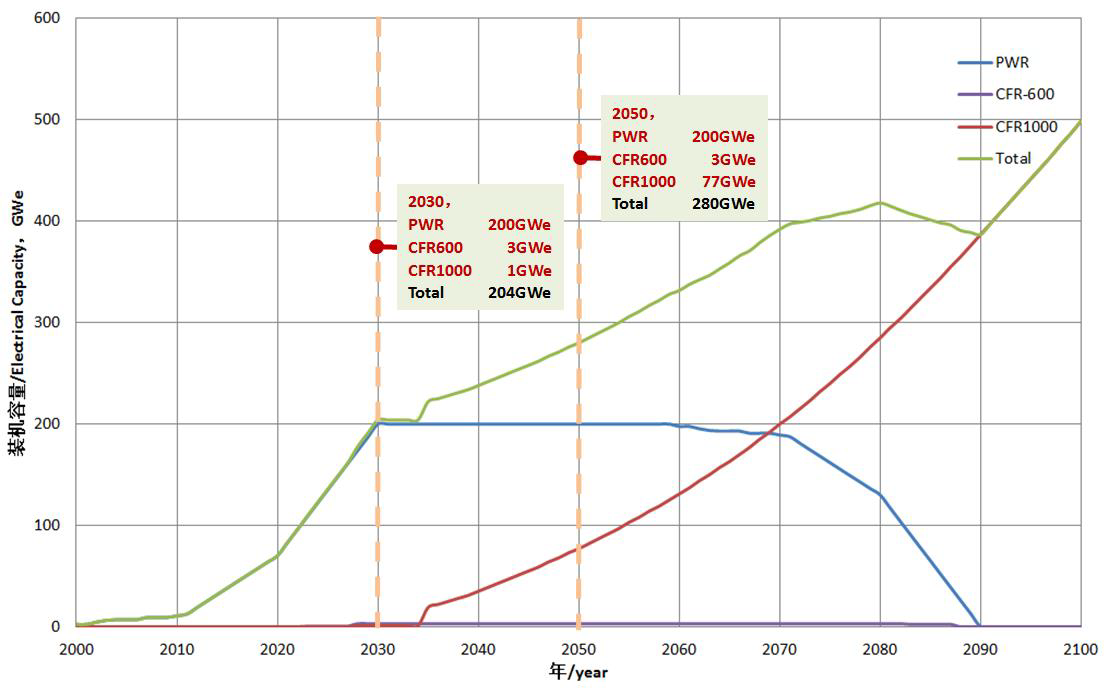 600
500
400
300
200
100
0
装机容量/Electrical Capacity, GWe
2000 2010 2020 2030 2040 2050 2060 2070 2080 2090 2100
年/year
2030,
PWR 200GWe
CFR600 3GWe
CFR1000 1GWe
Total 204GWe
2050,
PWR 200GWe
CFR600 3GWe
CFR1000 77GWe
Total 280GWe
PWR
CFR-600
CFR1000
Total